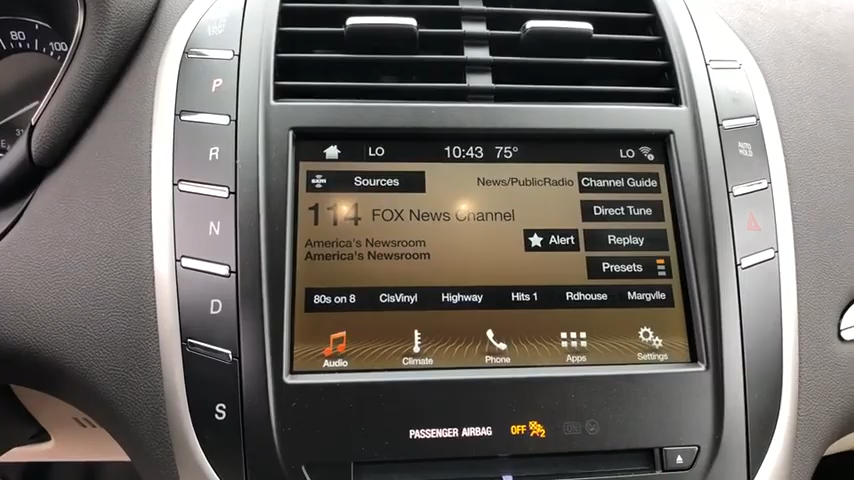 80
100
P
R
N
D
S
LO
10:43 75°
LO
Sources
News/PublicRadio
Channel Guide
114 FOX News Channel
Direct Tune
America's Newsroom
America's Newsroom
Alert
Replay
Presets
80s on 8 ClsVinyl Highway Hits 1 Rdhouse Margvlle
Audio Climate Phone Apps Settings
PASSENGER AIRBAG OFF ON
AUTO HOLD